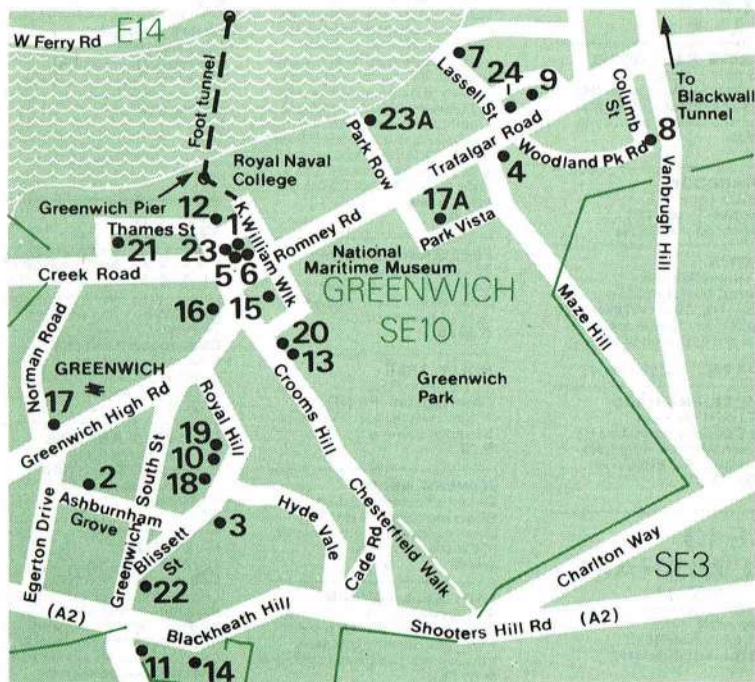 E14
W Ferry Rd
Foot tunnel
7
Lassell St
24
9
Columb St
To
Blackwall
Tunnel
23A
Park Row
Trafalgar Road
8
Royal Naval
College
4
Woodland Pk Rd
Vanbrugh Hill
Greenwich Pier
12
K.William Wlk
17A
Park Vista
Thames St
1
Romney Rd
21
23
National
Maritime Museum
Creek Road
5
6
GREENWICH
SE10
Maze Hill
16
15
Norman Road
20
13
GREENWICH
Greenwich
Park
Crooms Hill
17
Greenwich High Rd
Royal Hill
19
10
18
2
Greenwich South St
Ashburnham
Grove
3
Hyde Vale
Chesterfield Walk
Egerton Drive
Blissett St
Cade Rd
Charlton Way
SE3
22
(A2)
Blackheath Hill
Shooters Hill Rd (A2)
11
14